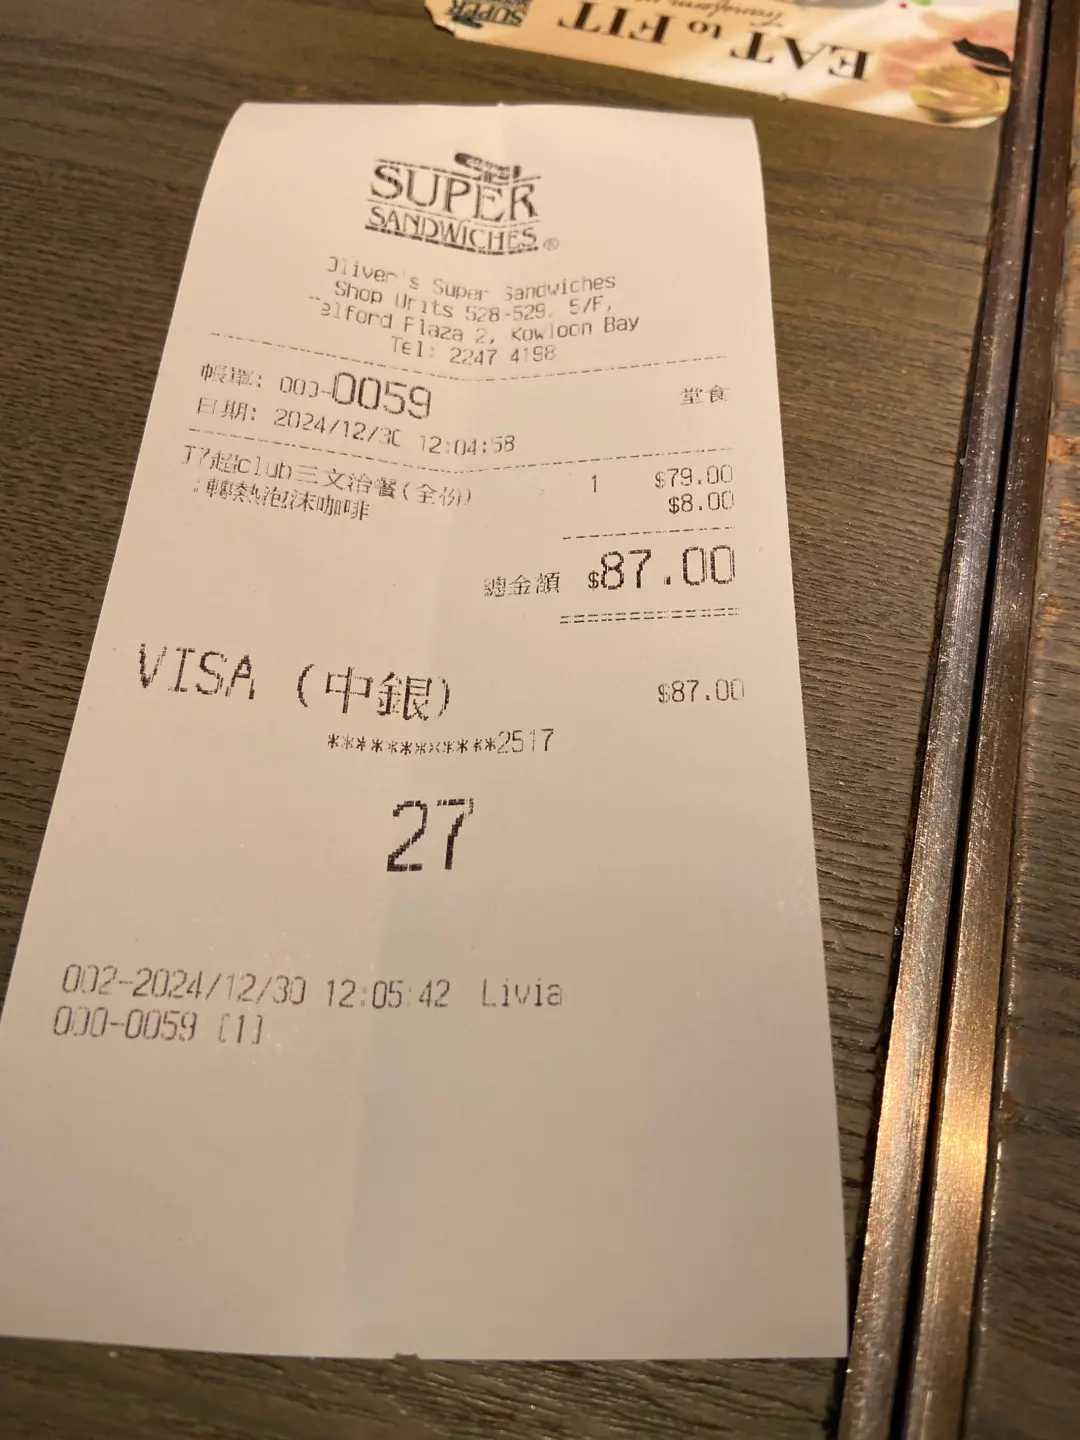 EAT to FIT
SUPER
SUPER
SANDWICHES®
Oliver's Super Sandwiches
Shop Units 528-529, 5/F,
Telford Plaza 2, Kowloon Bay
Tel: 2247 4198
帳單: 000-0059 堂食
日期: 2024/12/30 12:04:58
T7超club三文治餐(全份) 1 $79.00
:轉熱泡沫咖啡 $8.00
總金額 $87.00
VISA (中銀) $87.00
************2517
27
002-2024/12/30 12:05:42 Livia
000-0059 [1]